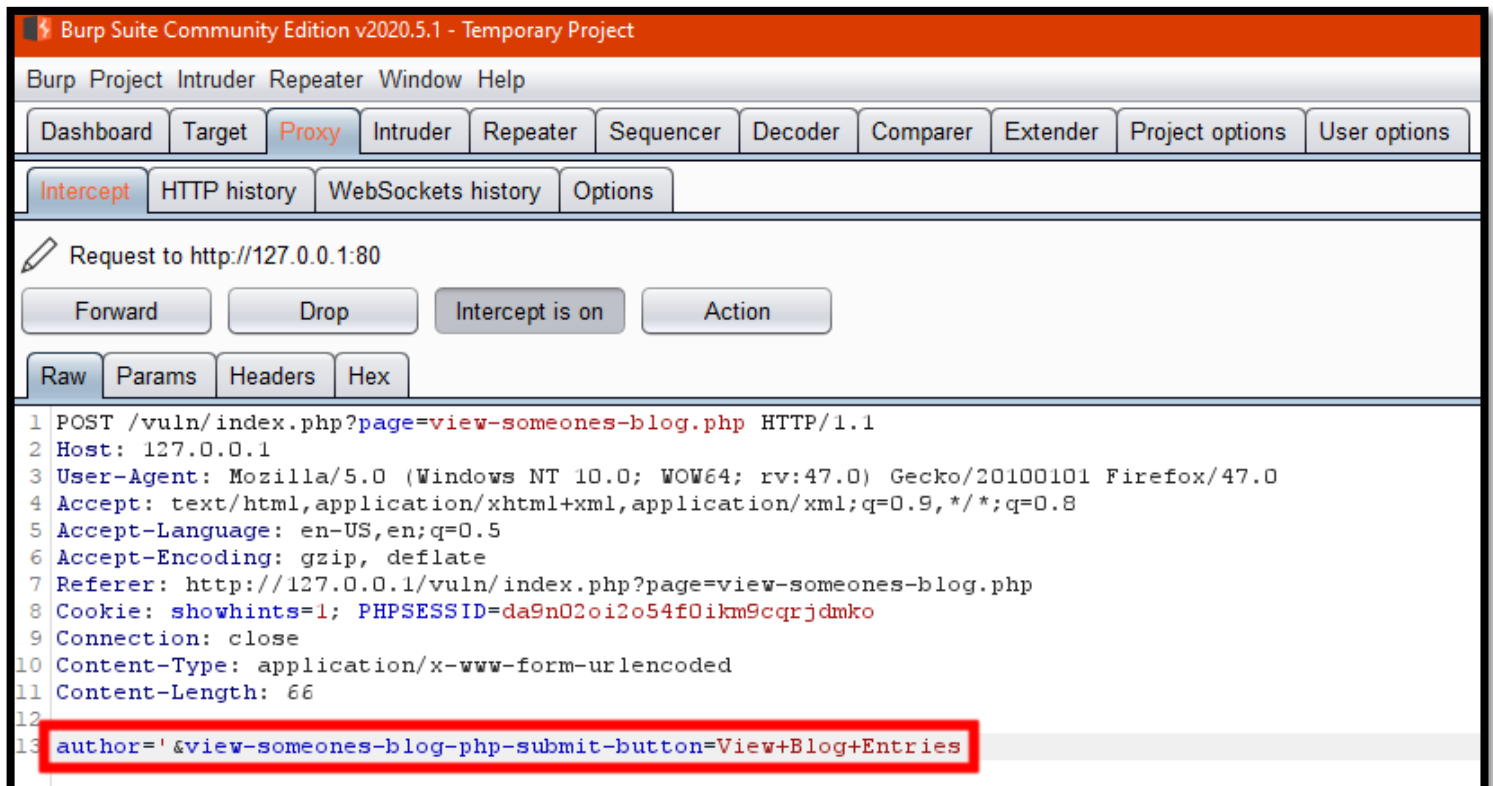 Burp Suite Community Edition v2020.5.1 - Temporary Project
Burp Project Intruder Repeater Window Help
Dashboard Target Proxy Intruder Repeater Sequencer Decoder Comparer Extender Project options User options
Intercept HTTP history WebSockets history Options
Request to http://127.0.0.1:80
Forward Drop Intercept is on Action
Raw Params Headers Hex
1 POST /vuln/index.php?page=view-someones-blog.php HTTP/1.1
2 Host: 127.0.0.1
3 User-Agent: Mozilla/5.0 (Windows NT 10.0; WOW64; rv:47.0) Gecko/20100101 Firefox/47.0
4 Accept: text/html,application/xhtml+xml,application/xml;q=0.9,*/*;q=0.8
5 Accept-Language: en-US,en;q=0.5
6 Accept-Encoding: gzip, deflate
7 Referer: http://127.0.0.1/vuln/index.php?page=view-someones-blog.php
8 Cookie: showhints=1; PHPSESSID=da9n02oi2o54f0ikm9cqrjdmko
9 Connection: close
10 Content-Type: application/x-www-form-urlencoded
11 Content-Length: 66
12
13 author='&view-someones-blog-php-submit-button=View+Blog+Entries